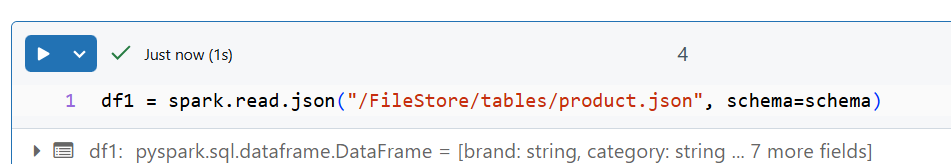 Just now (1s)
4
1 df1 = spark.read.json("/FileStore/tables/product.json", schema=schema)
df1: pyspark.sql.dataframe.DataFrame = [brand: string, category: string ... 7 more fields]